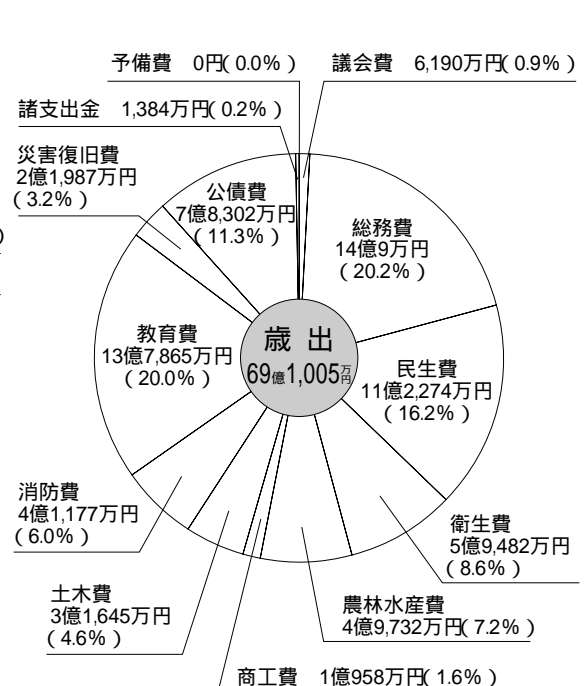 予備費 0円( 0.0% )
議会費 6,190万円( 0.9% )
諸支出金 1,384万円( 0.2% )
災害復旧費
2億1,987万円
( 3.2% )
公債費
7億8,302万円
( 11.3% )
総務費
14億9万円
( 20.2% )
)
教育費
13億7,865万円
( 20.0% )
歳 出
69億1,005万円
民生費
11億2,274万円
( 16.2% )
消防費
4億1,177万円
( 6.0% )
衛生費
5億9,482万円
( 8.6% )
土木費
3億1,645万円
( 4.6% )
農林水産費
4億9,732万円( 7.2% )
商工費 1億958万円( 1.6% )